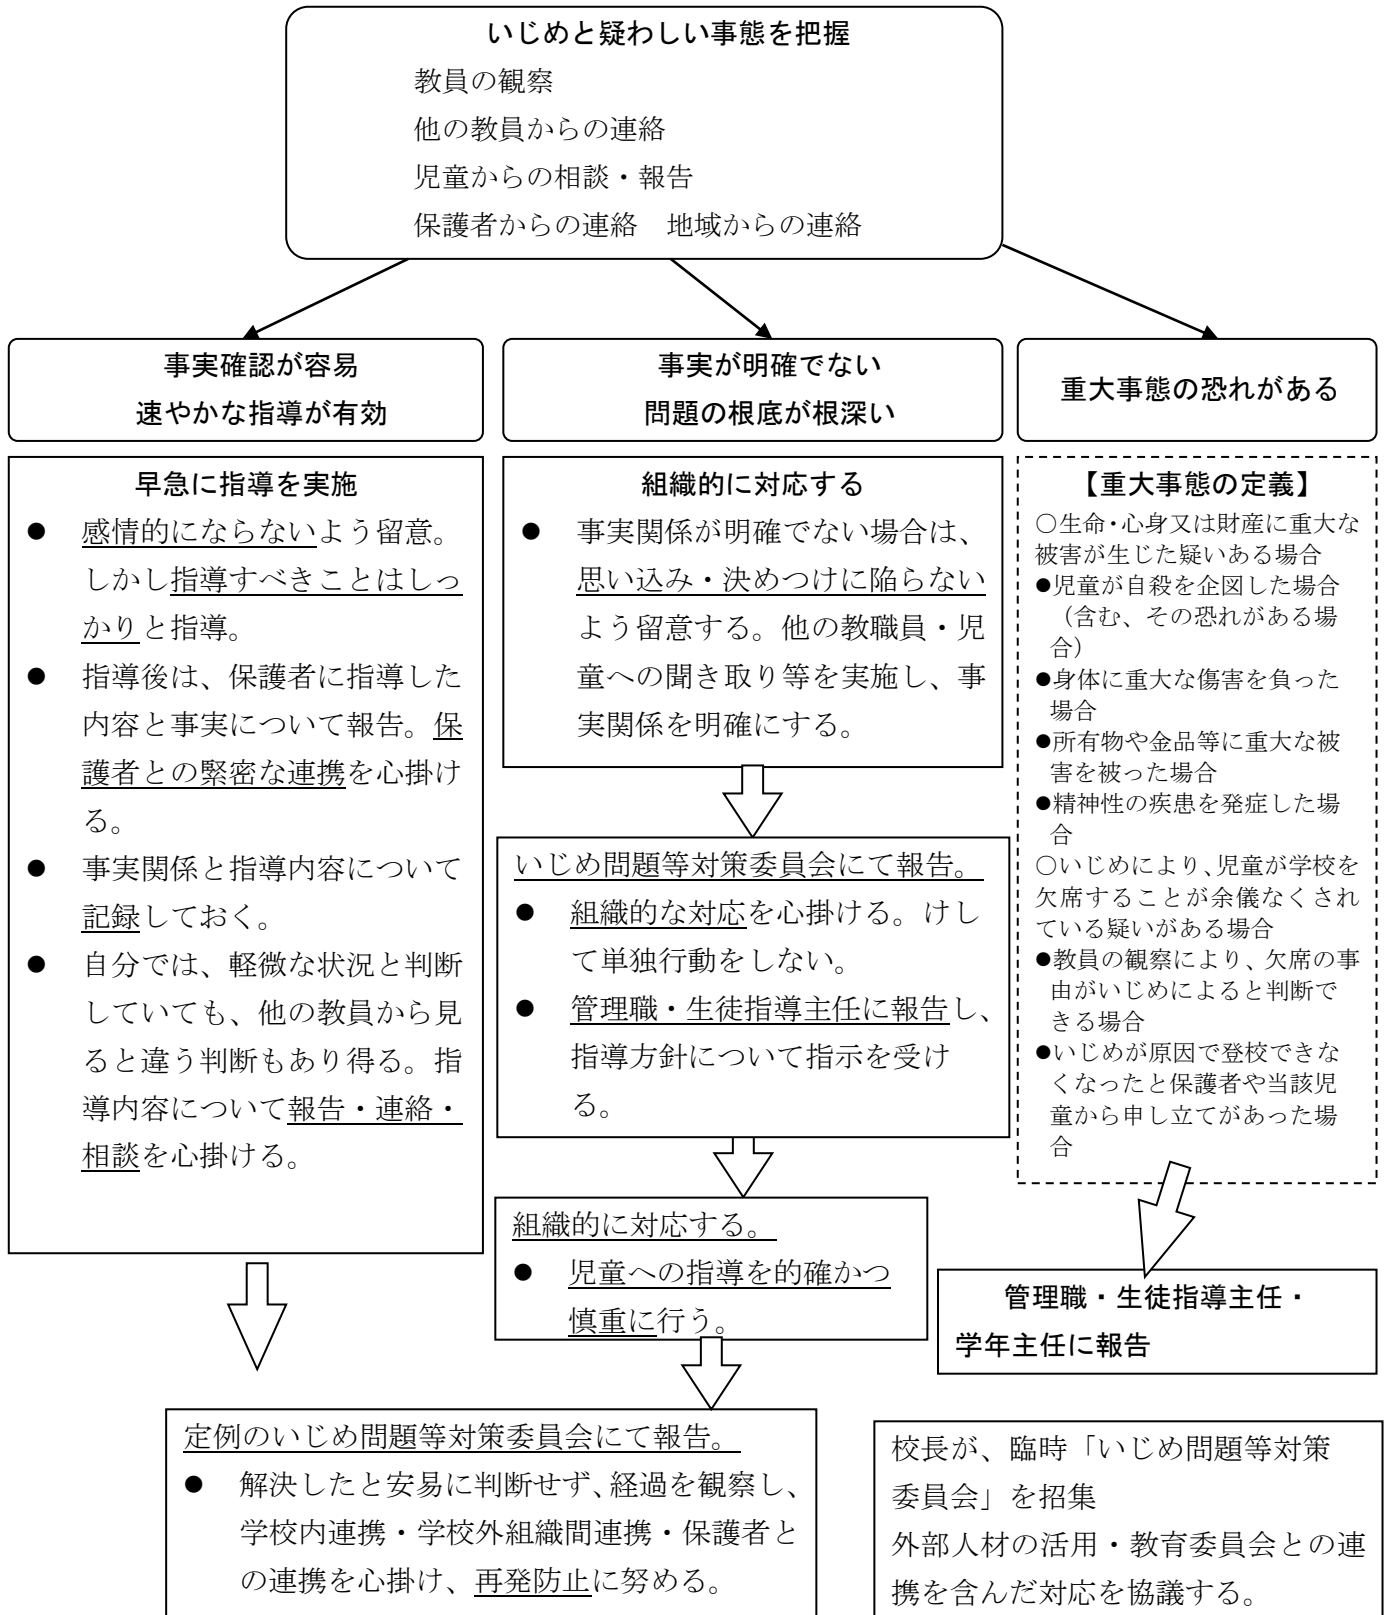 いじめと疑わしい事態を把握
教員の観察
他の教員からの連絡
児童からの相談・報告
保護者からの連絡　地域からの連絡
事実確認が容易
速やかな指導が有効
事実が明確でない
問題の根底が根深い
重大事態の恐れがある
早急に指導を実施
● 感情的にならないよう留意。
しかし指導すべきことはしっ
かりと指導。
● 指導後は、保護者に指導した
内容と事実について報告。保
護者との緊密な連携を心掛け
る。
● 事実関係と指導内容について
記録しておく。
● 自分では、軽微な状況と判断
していても、他の教員から見
ると違う判断もあり得る。指
導内容について報告・連絡・
相談を心掛ける。
組織的に対応する
● 事実関係が明確でない場合は、
思い込み・決めつけに陥らない
よう留意する。他の教職員・児
童への聞き取り等を実施し、事
実関係を明確にする。
いじめ問題等対策委員会にて報告。
● 組織的な対応を心掛ける。けし
て単独行動をしない。
● 管理職・生徒指導主任に報告し、
指導方針について指示を受け
る。
組織的に対応する。
● 児童への指導を的確かつ
慎重に行う。
【重大事態の定義】
○生命・心身又は財産に重大な
被害が生じた疑いある場合
●児童が自殺を企図した場合
（含む、その恐れがある場
合）
●身体に重大な傷害を負った
場合
●所有物や金品等に重大な被
害を被った場合
●精神性の疾患を発症した場
合
○いじめにより、児童が学校を
欠席することが余儀なくされ
ている疑いがある場合
●教員の観察により、欠席の事
由がいじめによると判断で
きる場合
●いじめが原因で登校できな
くなったと保護者や当該児
童から申し立てがあった場
合
管理職・生徒指導主任・
学年主任に報告
定例のいじめ問題等対策委員会にて報告。
● 解決したと安易に判断せず、経過を観察し、
学校内連携・学校外組織間連携・保護者と
の連携を心掛け、再発防止に努める。
校長が、臨時「いじめ問題等対策
委員会」を招集
外部人材の活用・教育委員会との連
携を含んだ対応を協議する。